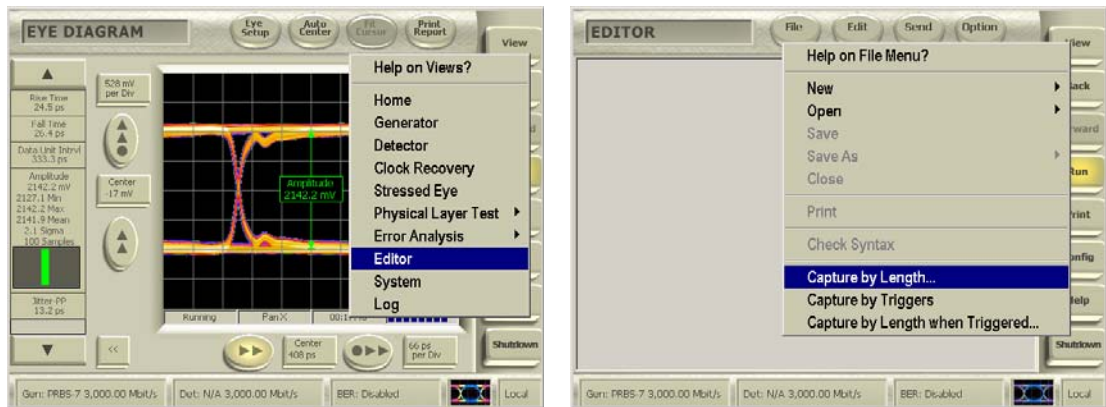 EYE DIAGRAM
Eye Setup
Auto Center
Fit Cursor
Print Report
View
Rise Time
24.5 ps
Fall Time
26.4 ps
Data Unit Intrvl
333.3 ps
Amplitude
2142.2 mV
2127.1 Min
2142.2 Max
2141.9 Mean
2.1 Sigma
100 Samples
Jitter-PP
13.2 ps
528 mV
per Div
Center
-17 mV
Amplitude
2142.2 mV
Help on Views?
Home
Generator
Detector
Clock Recovery
Stressed Eye
Physical Layer Test
Error Analysis
Editor
System
Log
Running
Pan X
<<
Center
408 ps
66 ps
per Div
Shutdown
Gen: PRBS-7 3,000.00 Mbit/s
Det: N/A 3,000.00 Mbit/s
BER: Disabled
Local
EDITOR
File
Edit
Send
Option
View
Help on File Menu?
New
Open
Save
Save As
Close
Print
Check Syntax
Capture by Length...
Capture by Triggers
Capture by Length when Triggered...
Back
ward
Run
Print
onfig
Help
Shutdown
Gen: PRBS-7 3,000.00 Mbit/s
Det: N/A 3,000.00 Mbit/s
BER: Disabled
Local